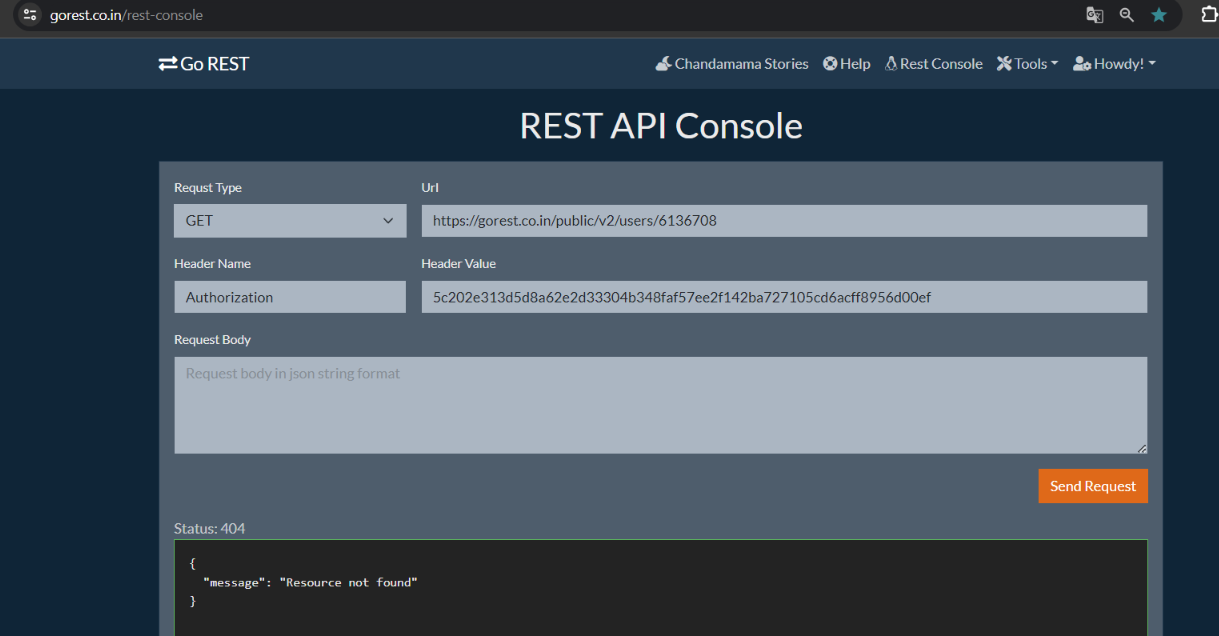 gorest.co.in/rest-console
Go REST
Chandamama Stories Help Rest Console Tools Howdy!
REST API Console
Requst Type Url
GET https://gorest.co.in/public/v2/users/6136708
Header Name Header Value
Authorization 5c202e313d5d8a62e2d33304b348faf57ee2f142ba727105cd6acff8956d00ef
Request Body
Request body in json string format
Send Request
Status: 404
{
"message": "Resource not found"
}